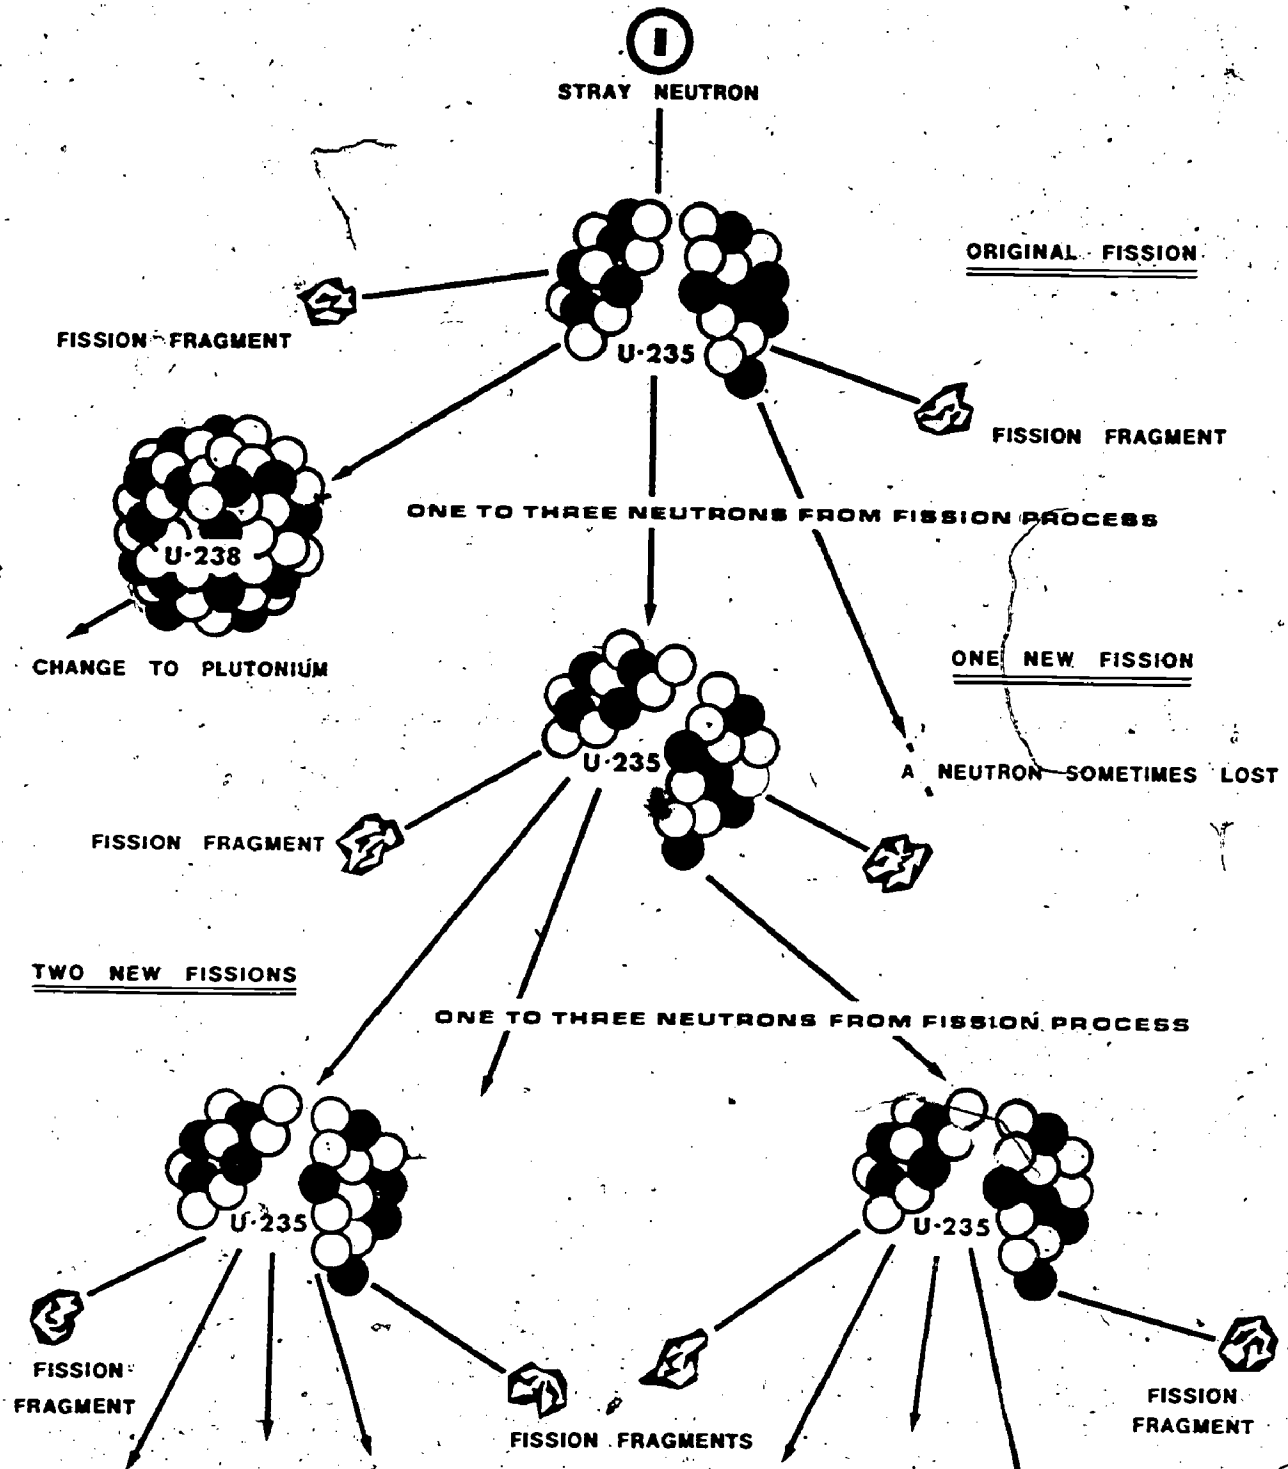 STRAY NEUTRON
ORIGINAL FISSION
FISSION FRAGMENT
U-235
FISSION FRAGMENT
ONE TO THREE NEUTRONS FROM FISSION PROCESS
U-238
CHANGE TO PLUTONIUM
ONE NEW FISSION
U-235
A NEUTRON SOMETIMES LOST
FISSION FRAGMENT
TWO NEW FISSIONS
ONE TO THREE NEUTRONS FROM FISSION PROCESS
U-235
U-235
FISSION
FRAGMENT
FISSION FRAGMENTS
FISSION
FRAGMENT